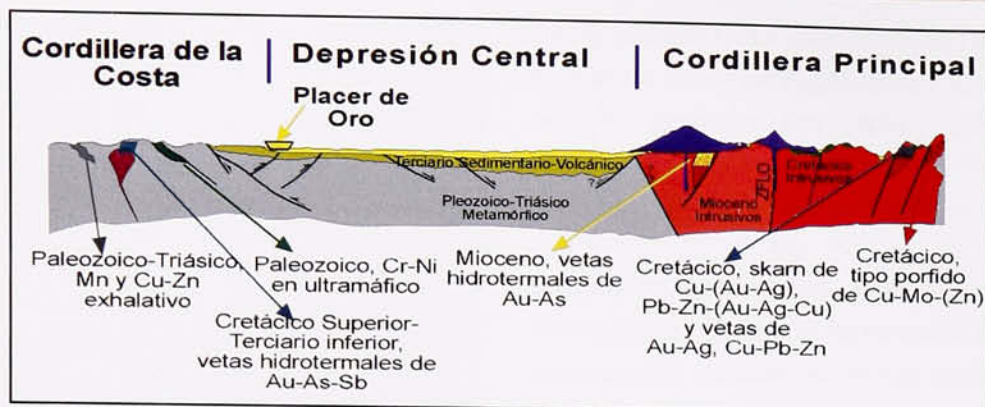 Cordillera de la
Costa
Depresión Central
Cordillera Principal
Placer de
Oro
Terciario Sedimentario-Volcánico
Pleozoico-Triásico
Metamórfico
Mioceno
Intrusivos
ZFLO
Cretácico
Intrusivos
?
Paleozoico-Triásico,
Mn y Cu-Zn
exhalativo
Paleozoico, Cr-Ni
en ultramáfico
Cretácico Superior-
Terciario inferior,
vetas hidrotermales de
Au-As-Sb
Mioceno, vetas
hidrotermales de
Au-As
Cretácico, skarn de
Cu-(Au-Ag),
Pb-Zn-(Au-Ag-Cu)
y vetas de
Au-Ag, Cu-Pb-Zn
Cretácico,
tipo porfido
de Cu-Mo-(Zn)